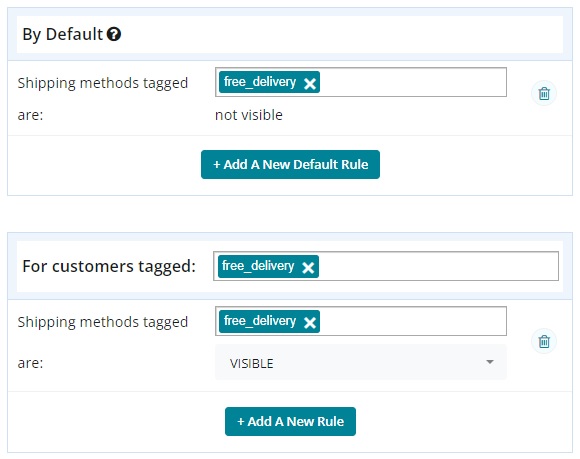 By Default ?
Shipping methods tagged free_delivery ×
are: not visible
+ Add A New Default Rule
For customers tagged: free_delivery ×
Shipping methods tagged free_delivery ×
are: VISIBLE
+ Add A New Rule